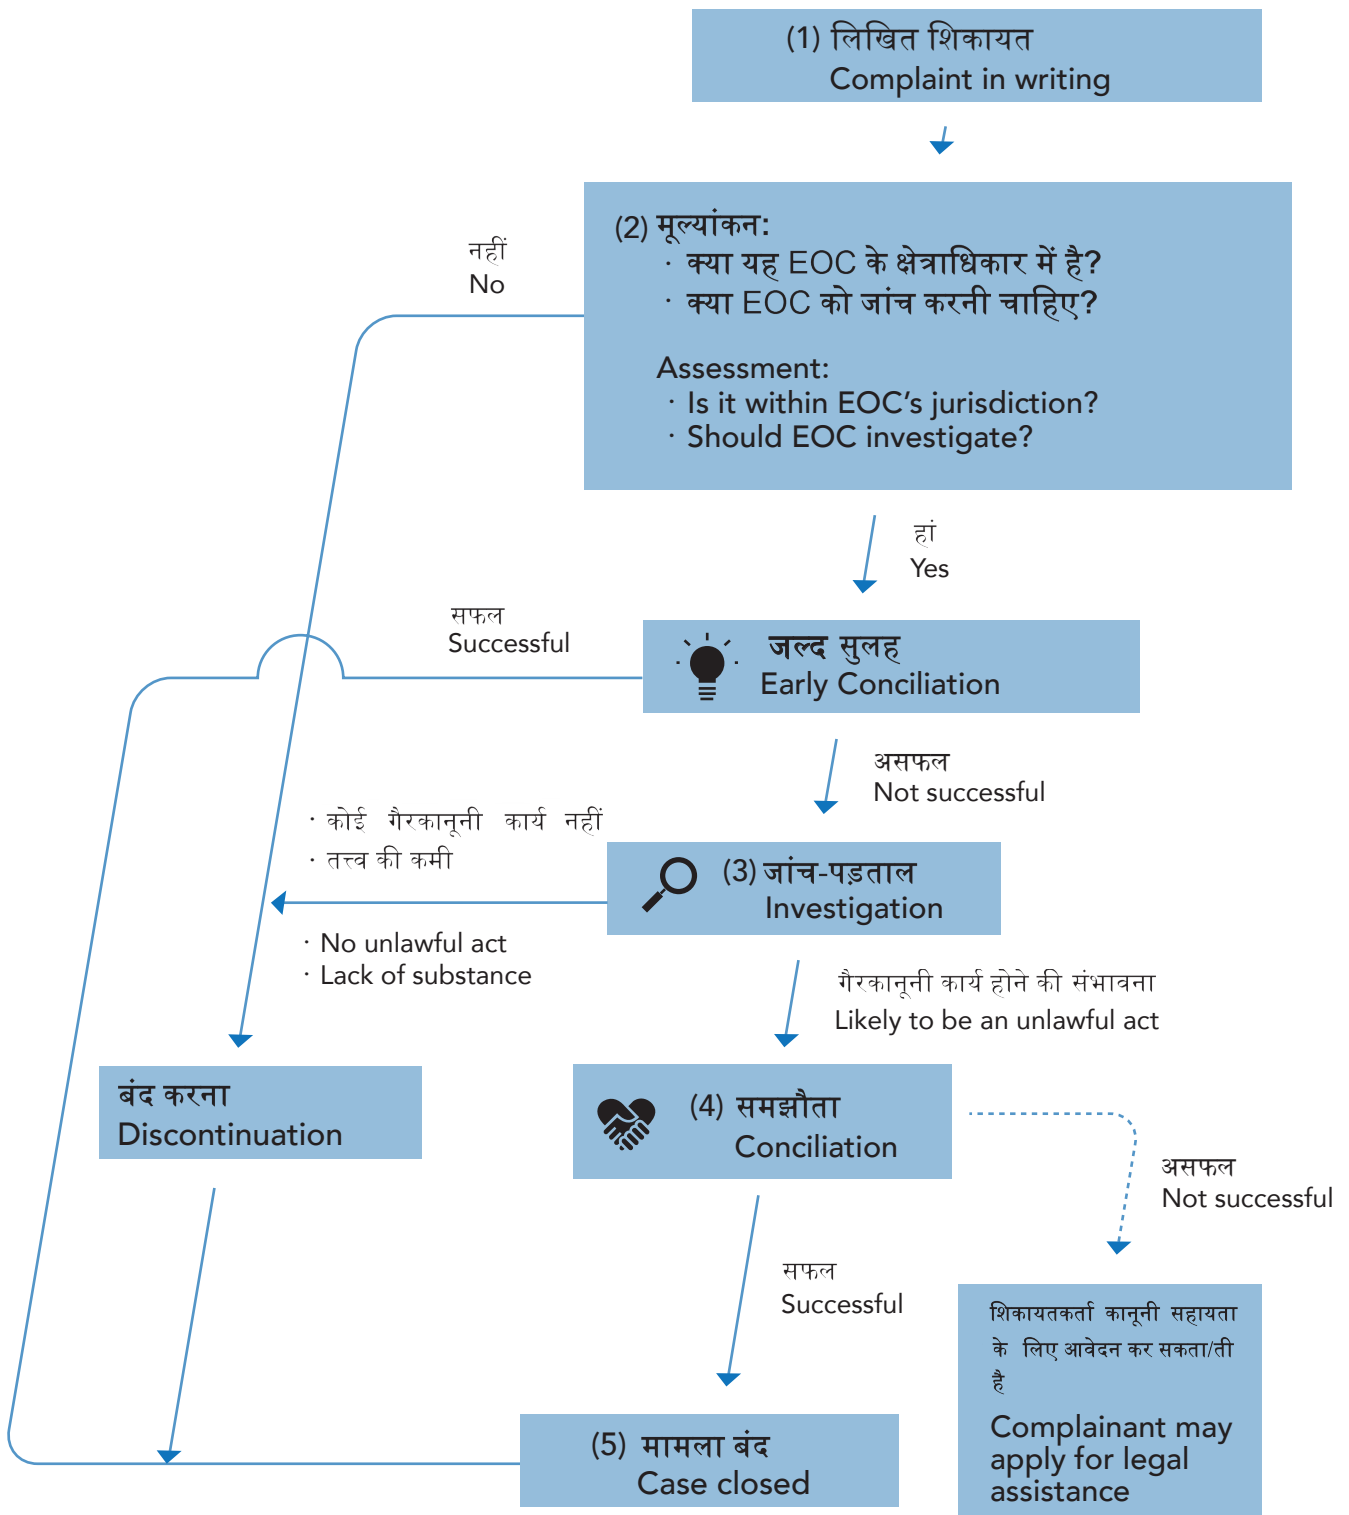 (1) लिखित शिकायत
Complaint in writing
नहीं
No
(2) मूल्यांकन:
· क्या यह EOC के क्षेत्राधिकार में है?
· क्या EOC को जांच करनी चाहिए?
Assessment:
· Is it within EOC’s jurisdiction?
· Should EOC investigate?
हां
Yes
सफल
Successful
जल्द सुलह
Early Conciliation
असफल
Not successful
· कोई गैरकानूनी कार्य नहीं
· तत्त्व की कमी
(3) जांच-पड़ताल
Investigation
· No unlawful act
· Lack of substance
गैरकानूनी कार्य होने की संभावना
Likely to be an unlawful act
बंद करना
Discontinuation
(4) समझौता
Conciliation
असफल
Not successful
सफल
Successful
शिकायतकर्ता कानूनी सहायता
के लिए आवेदन कर सकता/ती
है
Complainant may
apply for legal
assistance
(5) मामला बंद
Case closed